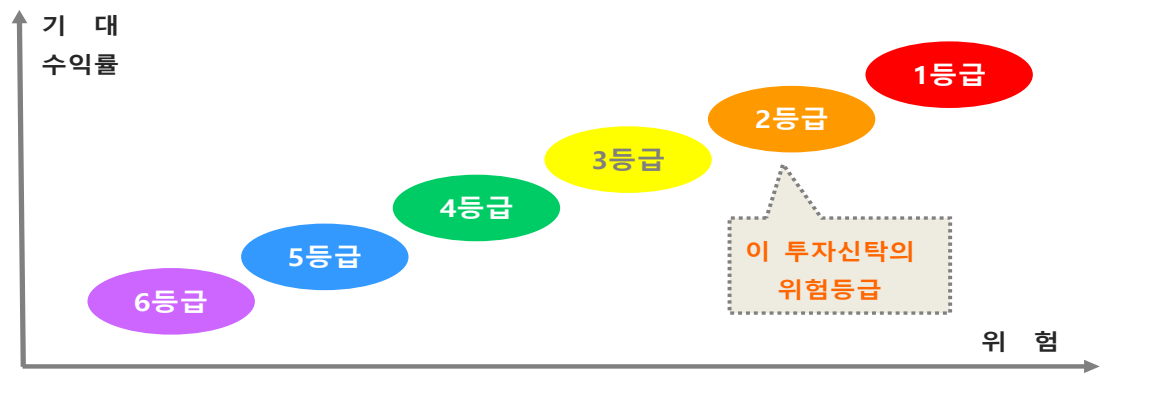 기 대
수익률
1등급
2등급
3등급
4등급
5등급
6등급
이 투자신탁의
위험등급
위 험